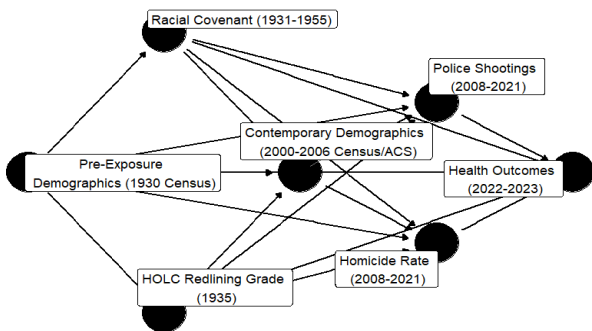 Racial Covenant (1931-1955)
Police Shootings
(2008-2021)
Contemporary Demographics
(2000-2006 Census/ACS)
Pre-Exposure
Demographics (1930 Census)
Health Outcomes
(2022-2023)
Homicide Rate
(2008-2021)
HOLC Redlining Grade
(1935)